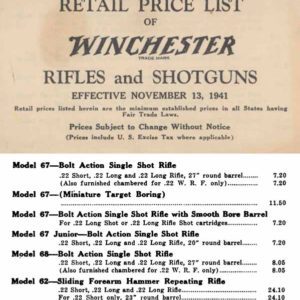 RETAIL PRICE LIST
OF
WINCHESTER
TRADE MARK
RIFLES and SHOTGUNS
EFFECTIVE NOVEMBER 13, 1941
Retail prices listed herein are the minimum established prices in all States having
Fair Trade Laws.
Prices Subject to Change Without Notice
(Prices include U. S. Excise Tax where applicable)
Model 67—Bolt Action Single Shot Rifle
.22 Short, .22 Long and .22 Long Rifle, 27" round barrel...... 7.20
(Also furnished chambered for .22 W. R. F. only)............ 7.20
Model 67—(Miniature Target Boring)
11.50
Model 67—Bolt Action Single Shot Rifle with Smooth Bore Barrel
For .22 Long Shot or .22 Long Rifle Shot cartridges........ 7.20
Model 67 Junior—Bolt Action Single Shot Rifle
.22 Short, .22 Long and .22 Long Rifle, 20" round barrel...... 7.20
Model 68—Bolt Action Single Shot Rifle
.22 Short, .22 Long and .22 Long Rifle, 27" round barrel...... 8.05
(Also furnished chambered for .22 W. R. F. only)............ 8.05
Model 62—Sliding Forearm Hammer Repeating Rifle
.22 Short, .22 Long and .22 Long Rifle, 23" round barrel...... 24.10
For .22 Short only, 23" round barrel...................... 24.10